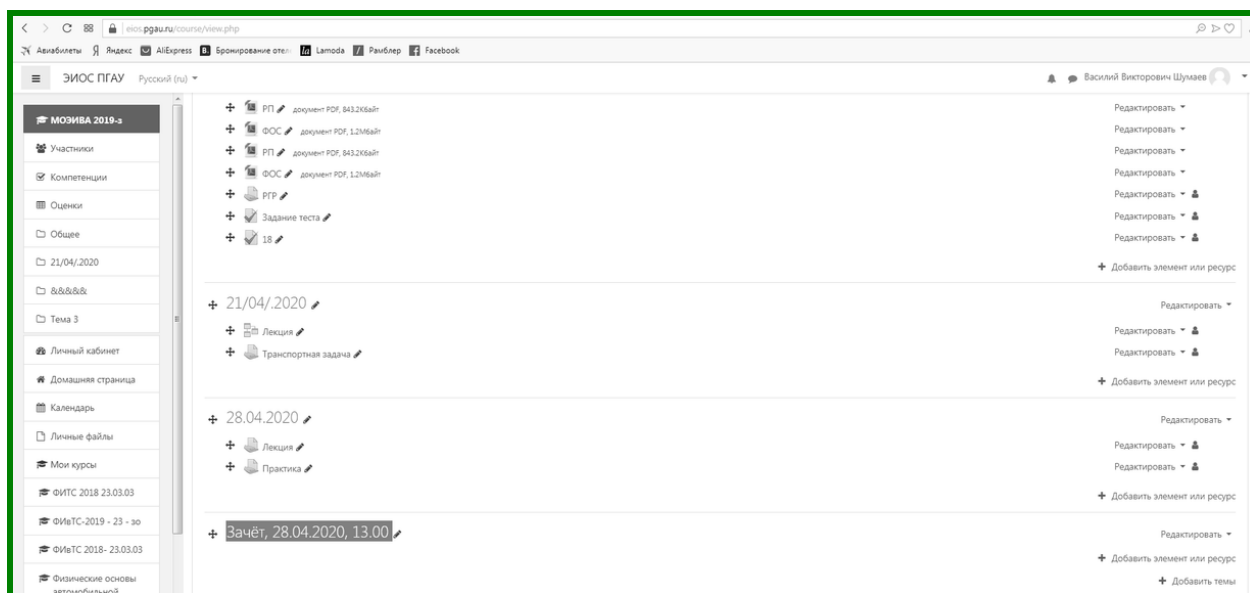 eios.pgau.ru/course/view.php
Авиабилеты Яндекс AliExpress Бронирование отел Lamoda Рамблер Facebook
ЭИОС ПГАУ Русский (ru) Василий Викторович Шумаев
МОЭИВА 2019-з
Участники
Компетенции
Оценки
Общее
21/04/.2020
&&&&&
Тема 3
Личный кабинет
Домашняя страница
Календарь
Личные файлы
Мои курсы
ФИТС 2018 23.03.03
ФИвТС-2019 - 23 - зо
ФИвТС 2018- 23.03.03
Физические основы
автомобильной
РП документ PDF, 843.2Кбайт Редактировать
ФОС документ PDF, 1.2Мбайт Редактировать
РП документ PDF, 843.2Кбайт Редактировать
ФОС документ PDF, 1.2Мбайт Редактировать
РГР Редактировать
Задание теста Редактировать
18 Редактировать
+ Добавить элемент или ресурс
21/04/.2020 Редактировать
Лекция Редактировать
Транспортная задача Редактировать
+ Добавить элемент или ресурс
28.04.2020 Редактировать
Лекция Редактировать
Практика Редактировать
+ Добавить элемент или ресурс
Зачёт, 28.04.2020, 13.00 Редактировать
+ Добавить элемент или ресурс
+ Добавить темы